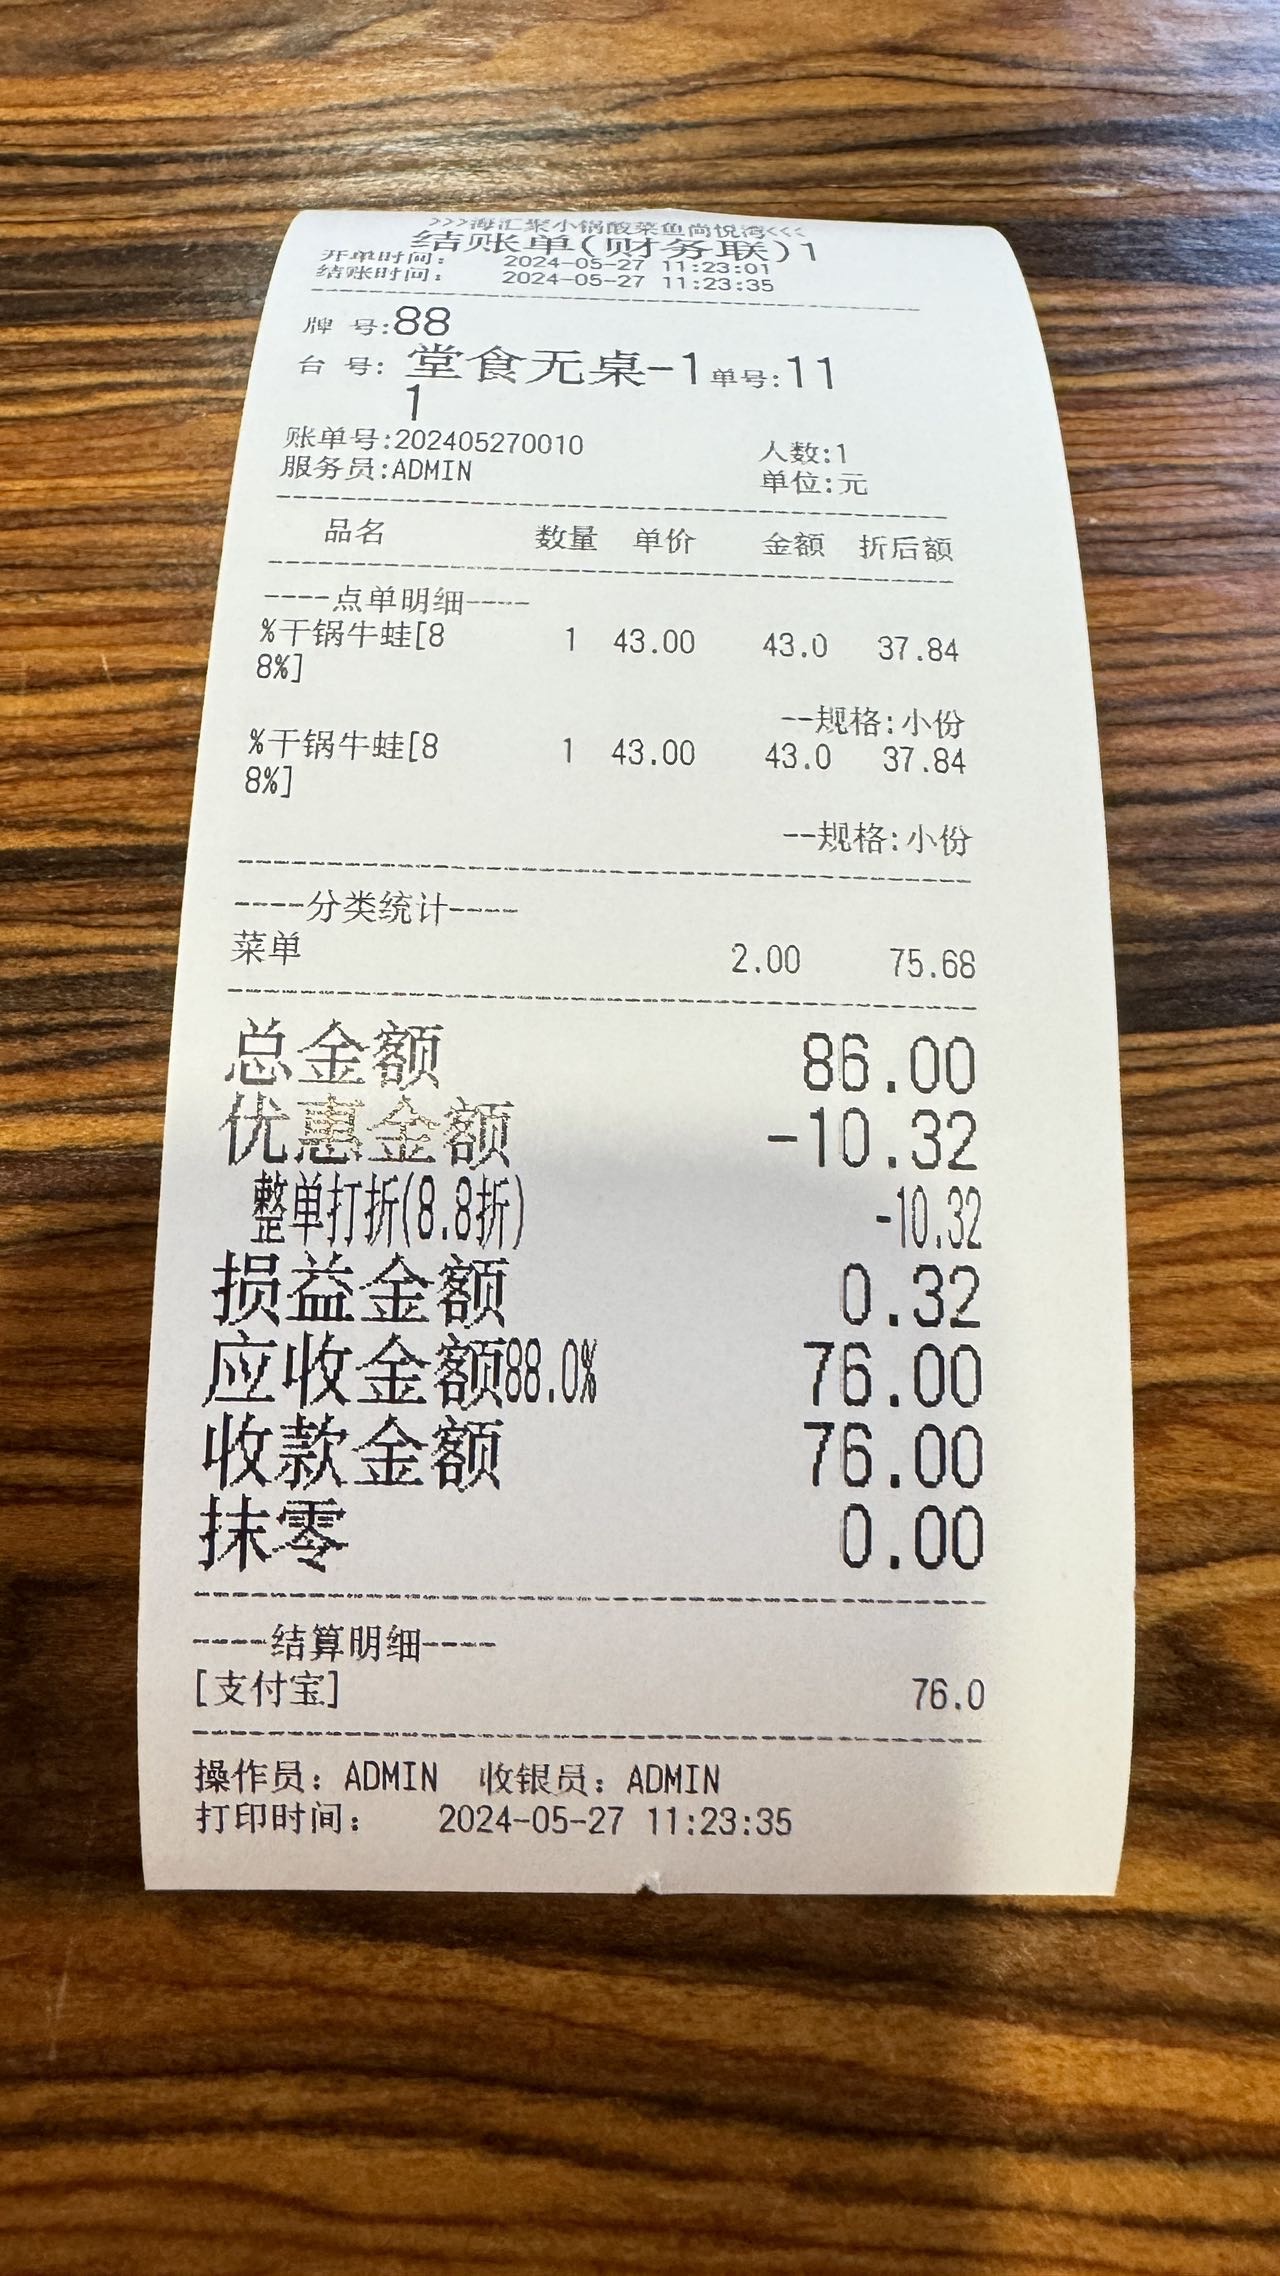 >>>海汇聚小锅酸菜鱼尚悦湾<<<
结账单(财务联)1
开单时间: 2024-05-27 11:23:01
结账时间: 2024-05-27 11:23:35
牌 号:88
台 号: 堂食无桌-1 单号:11
1
账单号:202405270010 人数:1
服务员:ADMIN 单位:元
品名 数量 单价 金额 折后额
----点单明细----
%干锅牛蛙[8 1 43.00 43.0 37.84
8%]
--规格:小份
%干锅牛蛙[8 1 43.00 43.0 37.84
8%]
--规格:小份
----分类统计----
菜单 2.00 75.68
总金额 86.00
优惠金额 -10.32
整单打折(8.8折) -10.32
损益金额 0.32
应收金额88.0% 76.00
收款金额 76.00
抹零 0.00
----结算明细----
[支付宝] 76.0
操作员: ADMIN 收银员: ADMIN
打印时间: 2024-05-27 11:23:35